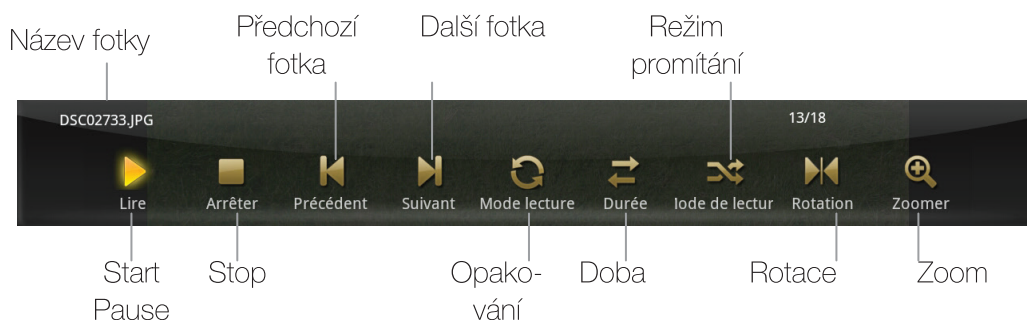 Název fotky
Předchozí
fotka
Další fotka
Režim
promítání
DSC02733.JPG
13/18
Lire
Arrêter
Précédent
Suivant
Mode lecture
Durée
lode de lectur
Rotation
Zoomer
Start
Pause
Stop
Opako-
vání
Doba
Rotace
Zoom